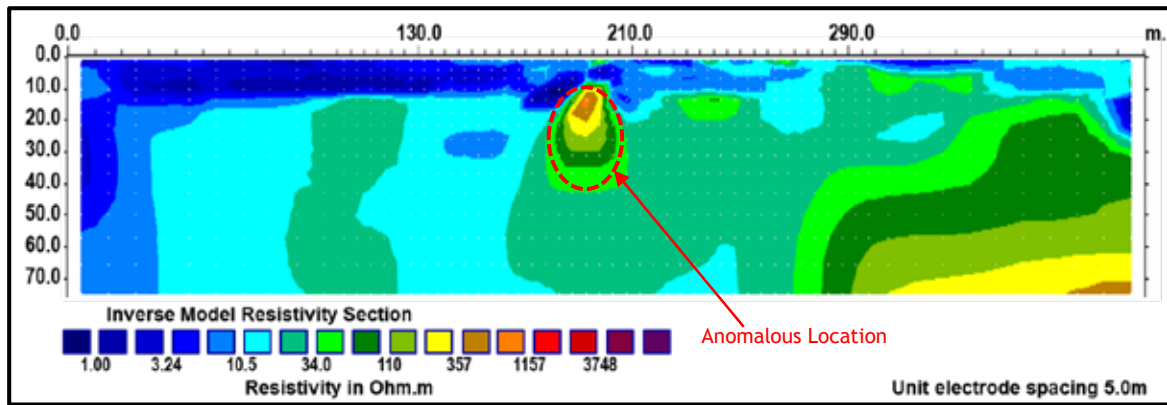 0.0 130.0 210.0 290.0 m.
0.0
10.0
20.0
30.0
40.0
50.0
60.0
70.0
Inverse Model Resistivity Section
Anomalous Location
1.00 3.24 10.5 34.0 110 357 1157 3748
Resistivity in Ohm.m
Unit electrode spacing 5.0m